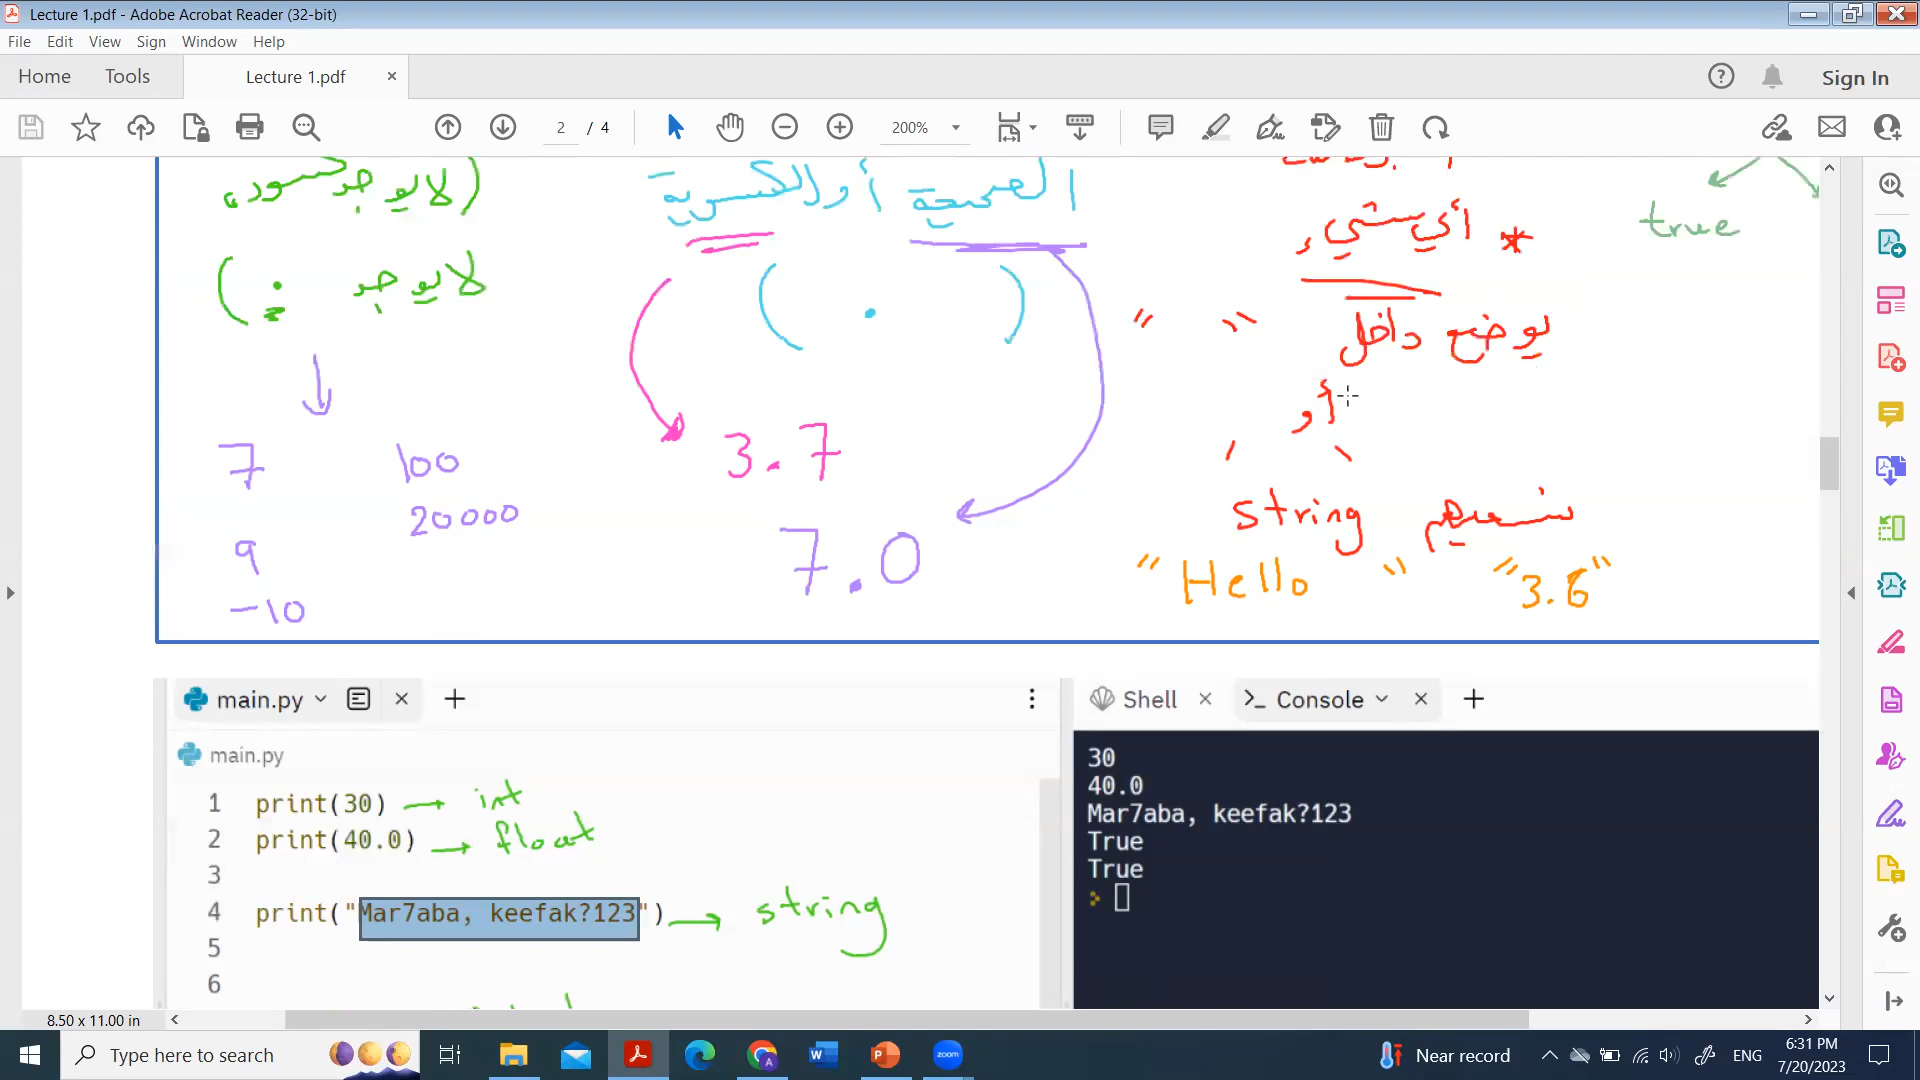 Lecture 1.pdf - Adobe Acrobat Reader (32-bit)
File Edit View Sign Window Help
Home Tools Lecture 1.pdf × Sign In
2 / 4 200%
(لا يوجد كسور،
لا يوجد . )
7 100
20000
9
-10
الصحيحة أو الكسرية
( . )
3.7
7.0
* أي شيء
يوضع داخل " "
أو
' '
string
"Hello" "3.6"
true
main.py × +
main.py
1 print(30) → int
2 print(40.0) → float
3
4 print("Mar7aba, keefak?123") → string
5
6
Shell × >_ Console × +
30
40.0
Mar7aba, keefak?123
True
True
8.50 x 11.00 in
Type here to search
zoom
Near record
ENG
6:31 PM
7/20/2023